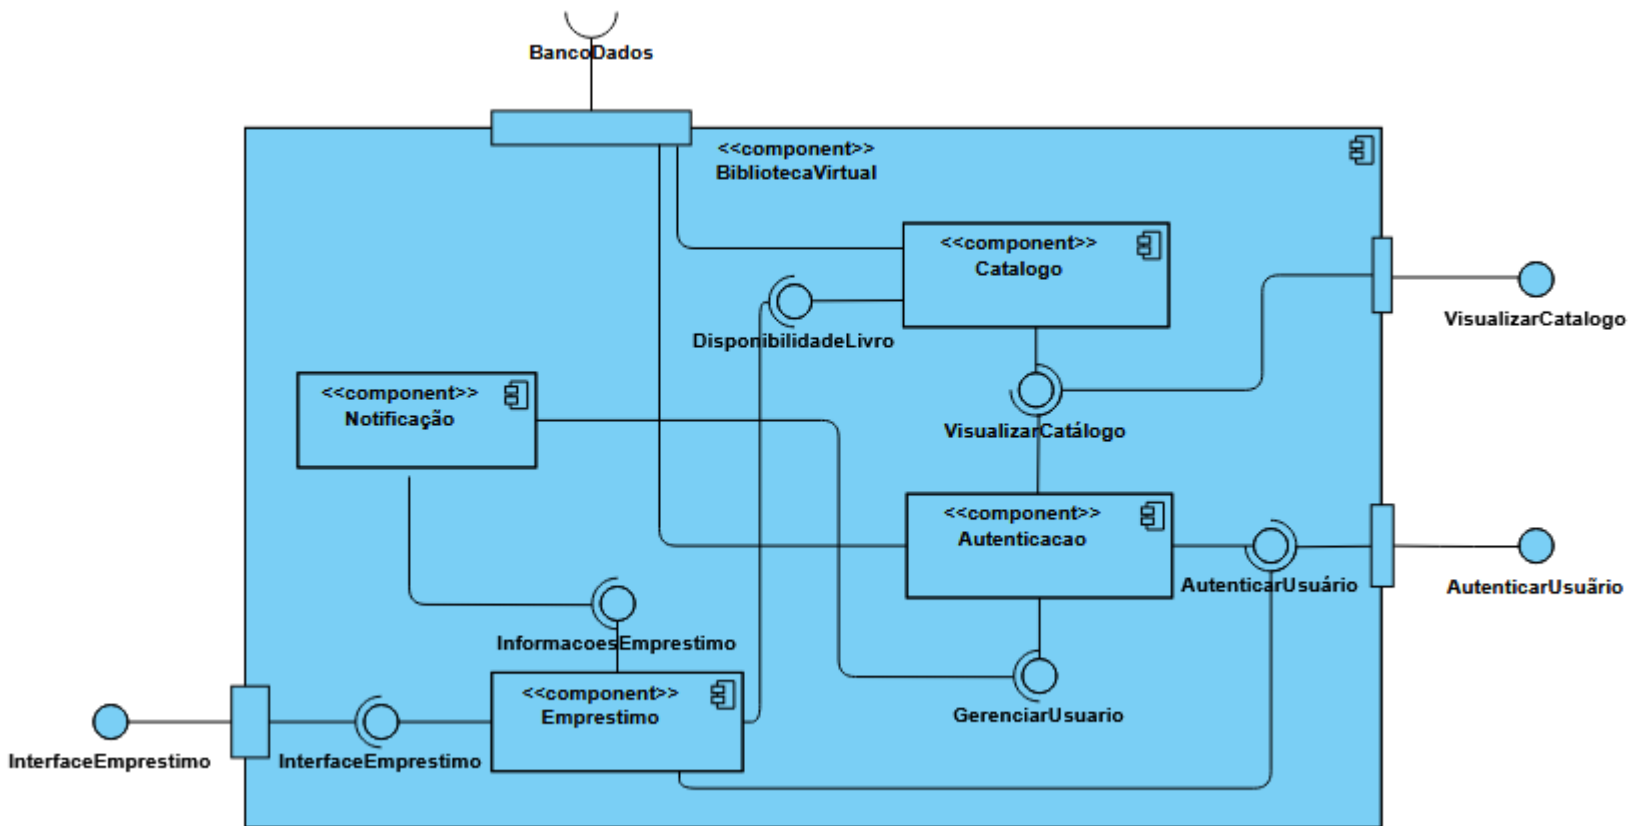 BancoDados
<<component>>
BibliotecaVirtual
<<component>>
Catalogo
VisualizarCatalogo
DisponibilidadeLivro
<<component>>
Notificação
VisualizarCatálogo
<<component>>
Autenticacao
AutenticarUsuário
AutenticarUsuãrio
InformacoesEmprestimo
<<component>>
Emprestimo
GerenciarUsuario
InterfaceEmprestimo
InterfaceEmprestimo